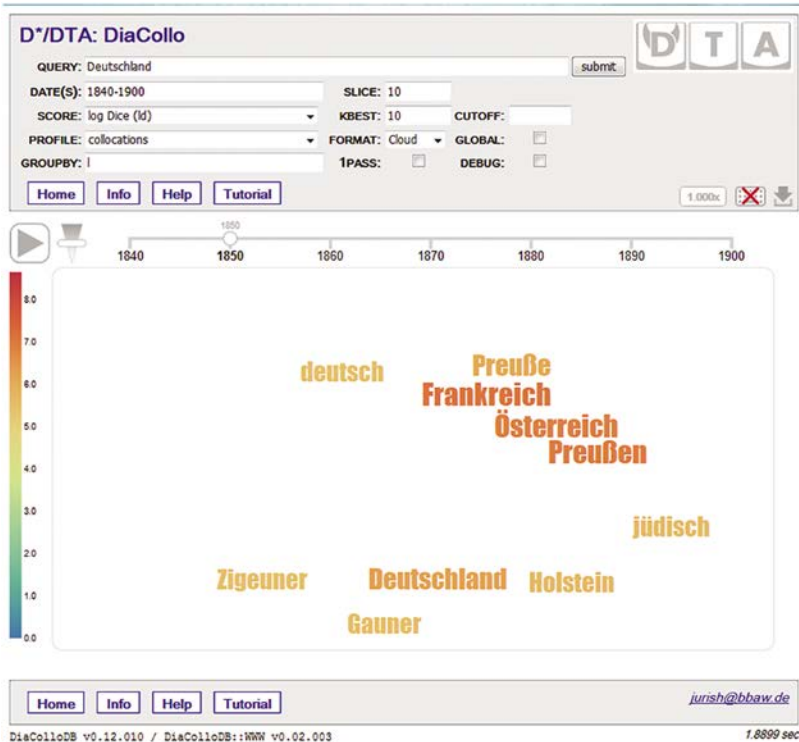 D*/DTA: DiaCollo
DTA
QUERY: Deutschland submit
DATE(S): 1840-1900 SLICE: 10
SCORE: log Dice (ld) KBEST: 10 CUTOFF:
PROFILE: collocations FORMAT: Cloud GLOBAL:
GROUPBY: l 1PASS: DEBUG:
Home Info Help Tutorial 1.000x
1850
1840 1850 1860 1870 1880 1890 1900
8.0
7.0
6.0
5.0
4.0
3.0
2.0
1.0
0.0
deutsch Preuße
Frankreich
Österreich
Preußen
jüdisch
Zigeuner Deutschland Holstein
Gauner
Home Info Help Tutorial jurish@bbaw.de
DiaColloDB v0.12.010 / DiaColloDB::WWW v0.02.003 1.8899 sec